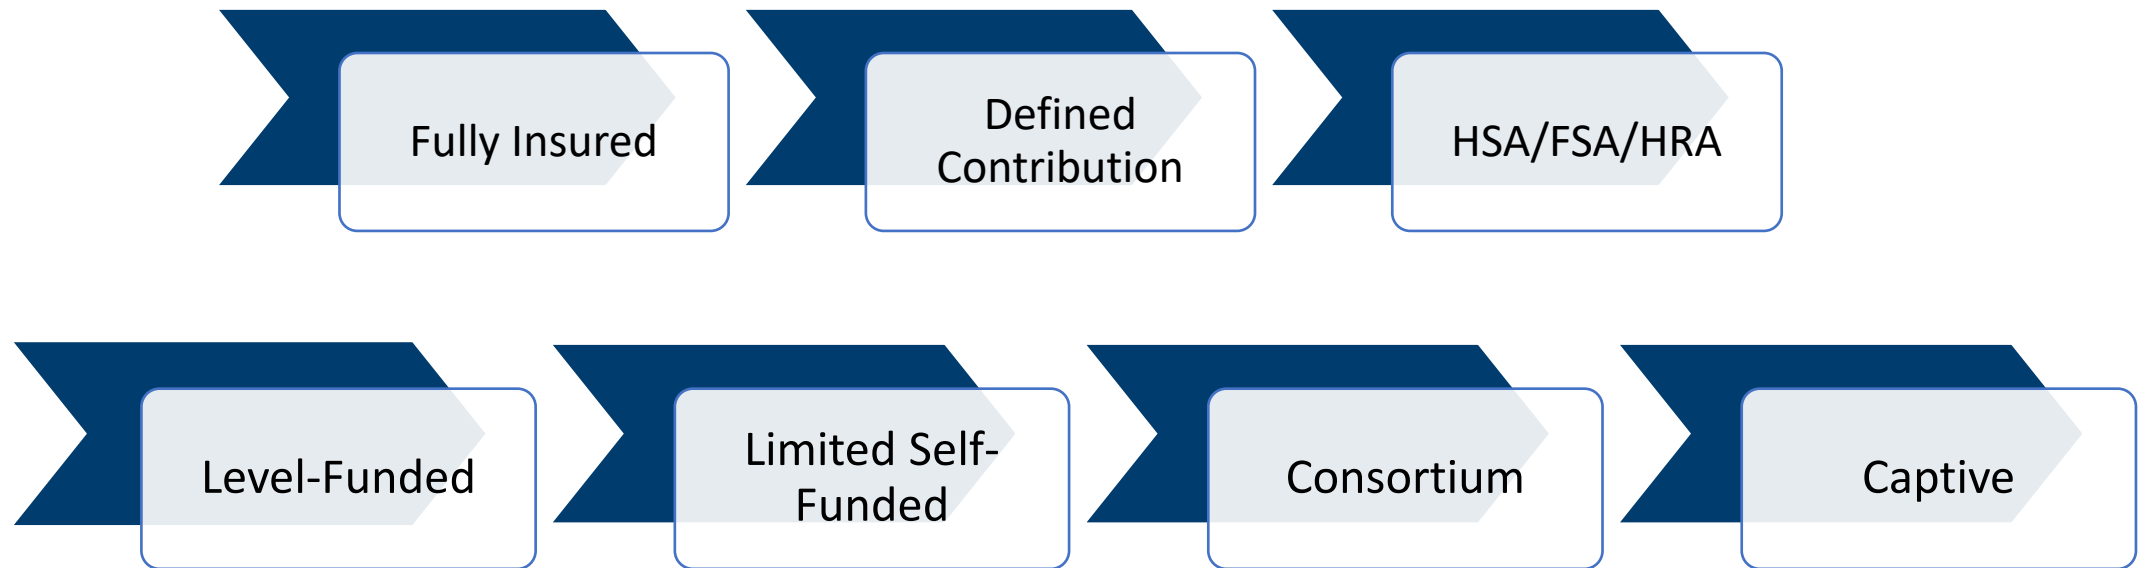 Fully Insured
Defined
Contribution
HSA/FSA/HRA
Level-Funded
Limited Self-
Funded
Consortium
Captive